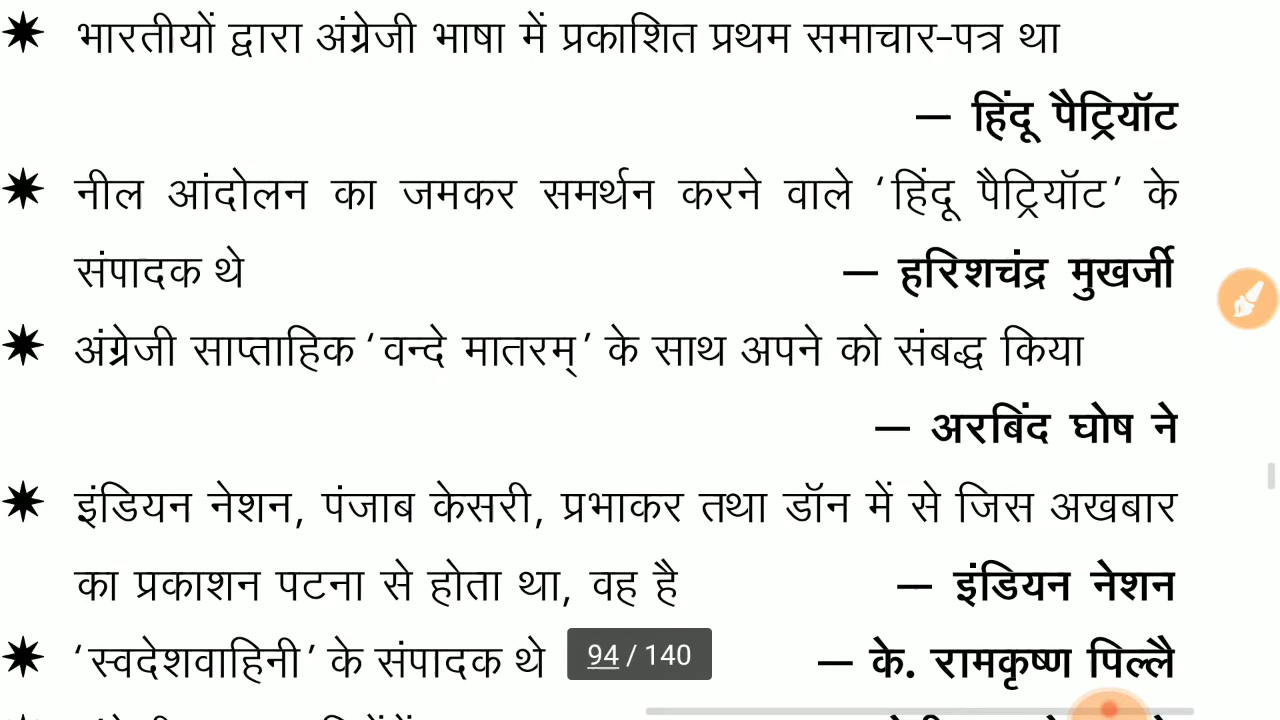 ✷ भारतीयों द्वारा अंग्रेजी भाषा में प्रकाशित प्रथम समाचार-पत्र था
— हिंदू पैट्रियॉट
✷ नील आंदोलन का जमकर समर्थन करने वाले ‘हिंदू पैट्रियॉट’ के
संपादक थे — हरिशचंद्र मुखर्जी
✷ अंग्रेजी साप्ताहिक ‘वन्दे मातरम्’ के साथ अपने को संबद्ध किया
— अरबिंद घोष ने
✷ इंडियन नेशन, पंजाब केसरी, प्रभाकर तथा डॉन में से जिस अखबार
का प्रकाशन पटना से होता था, वह है — इंडियन नेशन
✷ ‘स्वदेशवाहिनी’ के संपादक थे — के. रामकृष्ण पिल्लै
94 / 140